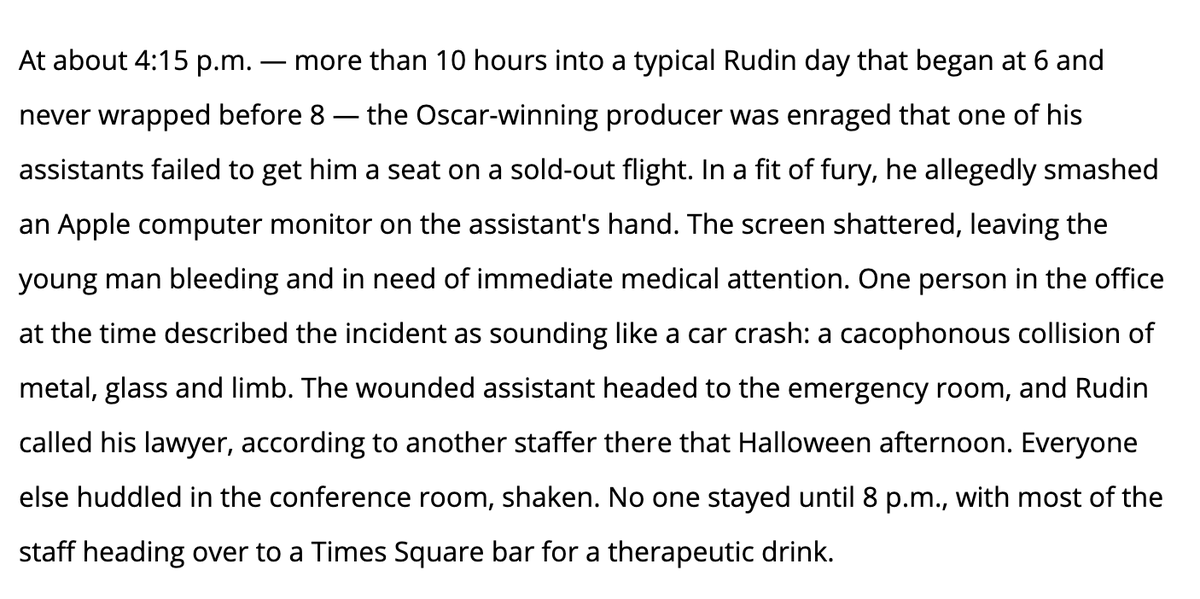 At about 4:15 p.m. — more than 10 hours into a typical Rudin day that began at 6 and
never wrapped before 8 — the Oscar-winning producer was enraged that one of his
assistants failed to get him a seat on a sold-out flight. In a fit of fury, he allegedly smashed
an Apple computer monitor on the assistant's hand. The screen shattered, leaving the
young man bleeding and in need of immediate medical attention. One person in the office
at the time described the incident as sounding like a car crash: a cacophonous collision of
metal, glass and limb. The wounded assistant headed to the emergency room, and Rudin
called his lawyer, according to another staffer there that Halloween afternoon. Everyone
else huddled in the conference room, shaken. No one stayed until 8 p.m., with most of the
staff heading over to a Times Square bar for a therapeutic drink.